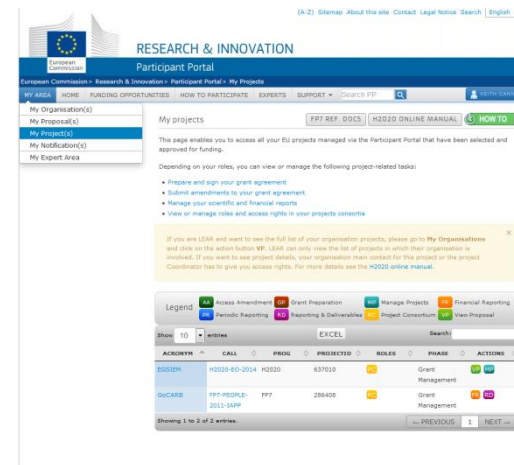 (A-Z) Sitemap About this site Contact Legal Notice Search English
European Commission
RESEARCH & INNOVATION
Participant Portal
European Commission > Research & Innovation > Participant Portal > My Projects
MY AREA HOME FUNDING OPPORTUNITIES HOW TO PARTICIPATE EXPERTS SUPPORT Search PP KEITH CANN
My Organisation(s)
My Proposal(s)
My Project(s)
My Notification(s)
My Expert Area
My projects FP7 REF. DOCS H2020 ONLINE MANUAL HOW TO
This page enables you to access all your EU projects managed via the Participant Portal that have been selected and
approved for funding.
Depending on your roles, you can view or manage the following project-related tasks:
• Prepare and sign your grant agreement
• Submit amendments to your grant agreement
• Manage your scientific and financial reports
• View or manage roles and access rights in your projects consortia
If you are LEAR and want to see the full list of your organisation projects, please go to My Organisations
and click on the action button VP. LEAR can only view the list of projects in which their organisation is
involved. If you want to see project details, your organisation main contact for this project or the project
Coordinator has to give you access rights. For more details see the H2020 online manual.
Legend AA Access Amendment GP Grant Preparation MP Manage Projects FR Financial Reporting
PR Periodic Reporting RD Reporting & Deliverables PC Project Consortium VP View Proposal
Show 10 entries EXCEL Search:
ACRONYM CALL PROG PROJECTID ROLES PHASE ACTIONS
EGSIEM H2020-EO-2014 H2020 637010 PC Grant Management VP MP
GoCARB FP7-PEOPLE-2011-IAPP FP7 286408 PC Grant Management FR RD
Showing 1 to 2 of 2 entries. ← PREVIOUS 1 NEXT →